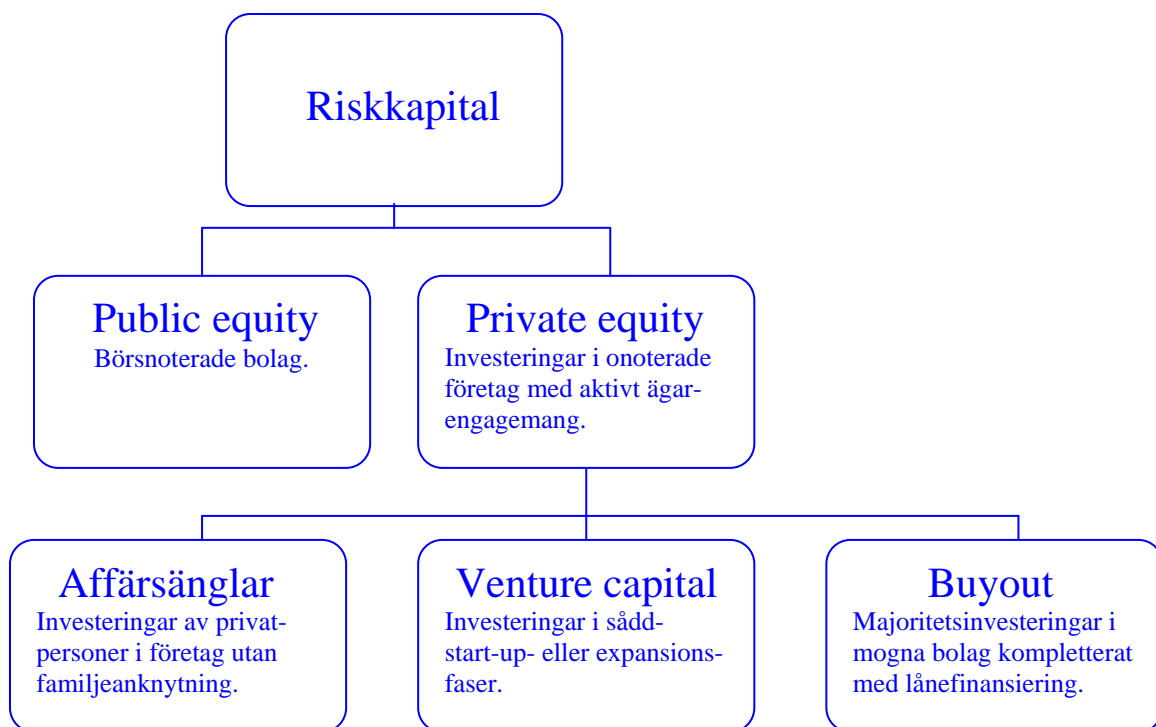 Riskkapital
Public equity
Börsnoterade bolag.
Private equity
Investeringar i onoterade
företag med aktivt ägar-
engagemang.
Affärsänglar
Investeringar av privat-
personer i företag utan
familjeanknytning.
Venture capital
Investeringar i sådd-
start-up- eller expansions-
faser.
Buyout
Majoritetsinvesteringar i
mogna bolag kompletterat
med lånefinansiering.